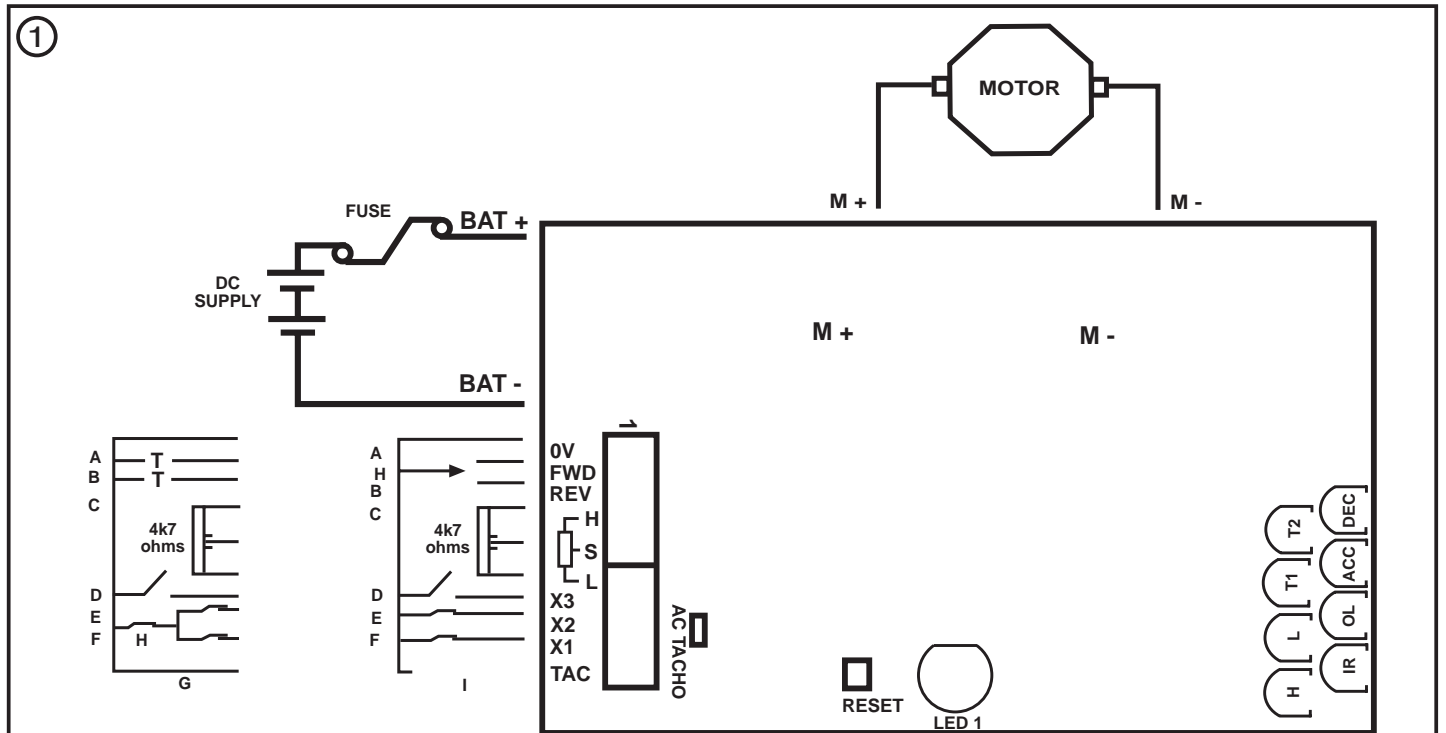 1
MOTOR
M +
M -
FUSE
BAT +
DC
SUPPLY
M +
M -
BAT -
A
B
C
4k7
ohms
D
E
F
H
G
T
T
A
H
B
C
4k7
ohms
D
E
F
I
0V
FWD
REV
H
S
L
X3
X2
X1
TAC
1
AC TACHO
RESET
LED 1
T2
T1
L
H
DEC
ACC
OL
IR